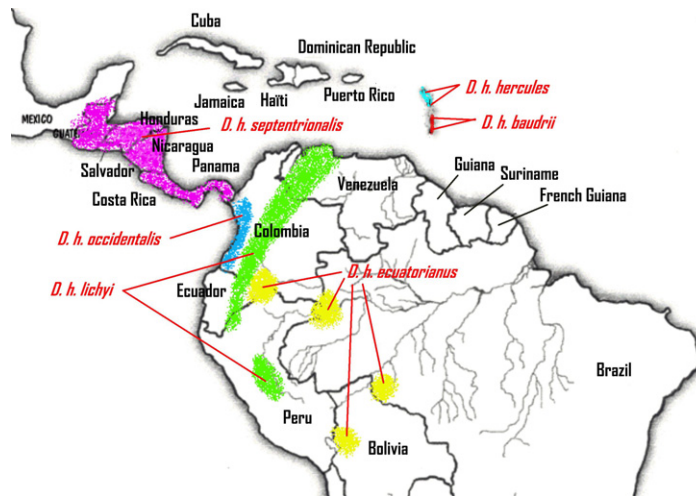 Cuba
Dominican Republic
D. h. hercules
Jamaica
Haïti
Puerto Rico
MEXICO
Honduras
D. h. septentrionalis
D. h. baudrii
GUATE.
Nicaragua
Salvador
Panama
Costa Rica
Venezuela
Guiana
Suriname
French Guiana
D. h. occidentalis
Colombia
D. h. ecuatorianus
D. h. lichyi
Ecuador
Brazil
Peru
Bolivia